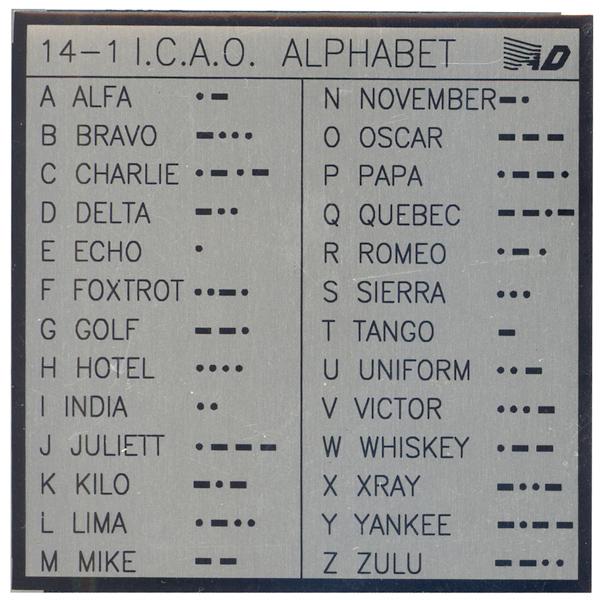 14-1 I.C.A.O. ALPHABET AD
A ALFA •–
B BRAVO –•••
C CHARLIE –•–•–
D DELTA –••
E ECHO •
F FOXTROT ••–•
G GOLF ––•
H HOTEL ••••
I INDIA ••
J JULIETT •–––
K KILO –•–
L LIMA •–••
M MIKE ––
N NOVEMBER –•
O OSCAR –––
P PAPA •––•
Q QUEBEC ––•–
R ROMEO •–•
S SIERRA •••
T TANGO –
U UNIFORM ••–
V VICTOR •••–
W WHISKEY •––
X XRAY –••–
Y YANKEE –•––
Z ZULU ––••